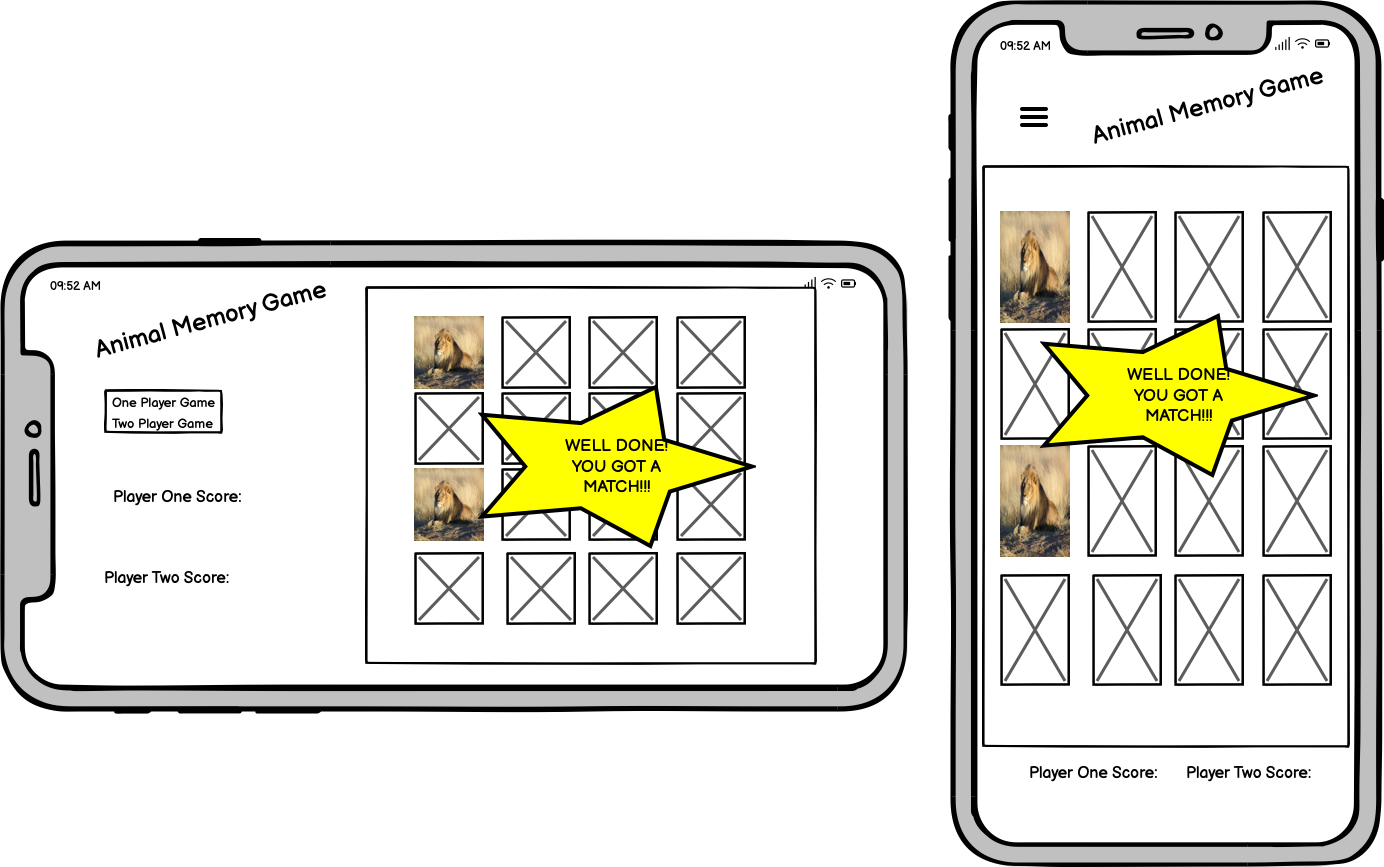 09:52 AM
Animal Memory Game
One Player Game
Two Player Game
Player One Score:
Player Two Score:
WELL DONE!
YOU GOT A
MATCH!!!
09:52 AM
Animal Memory Game
WELL DONE!
YOU GOT A
MATCH!!!
Player One Score:
Player Two Score: